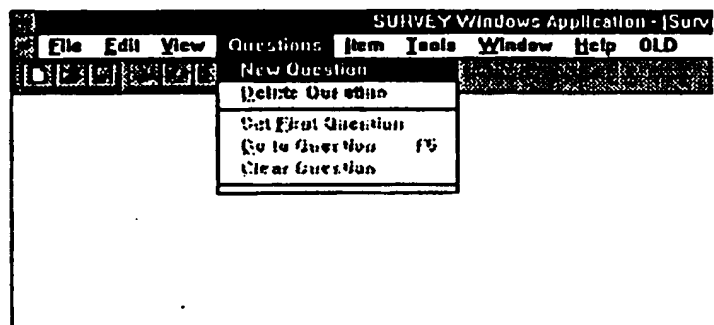 SURVEY Windows Application - [Surv
File Edit View Questions Item Tools Window Help OLD
New Question
Delete Question
Set First Question
Go to Question F5
Clear Question